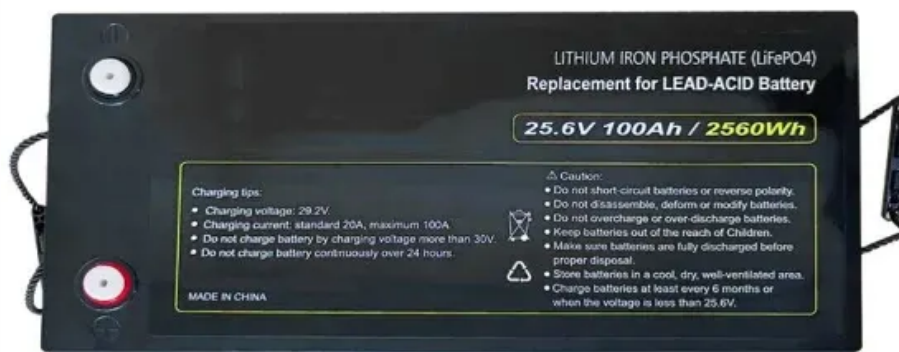 LITHIUM IRON PHOSPHATE (LiFePO4)
Replacement for LEAD-ACID Battery
25.6V 100Ah / 2560Wh
Charging tips:
• Charging voltage: 29.2V.
• Charging current: standard 20A, maximum 100A
• Do not charge battery by charging voltage more than 30V.
• Do not charge battery continuously over 24 hours.
MADE IN CHINA
⚠ Caution:
• Do not short-circuit batteries or reverse polarity.
• Do not disassemble, deform or modify batteries.
• Do not overcharge or over-discharge batteries.
• Keep batteries out of the reach of Children.
• Make sure batteries are fully discharged before
proper disposal.
• Store batteries in a cool, dry, well-ventilated area.
• Charge batteries at least every 6 months or
when the voltage is less than 25.6V.